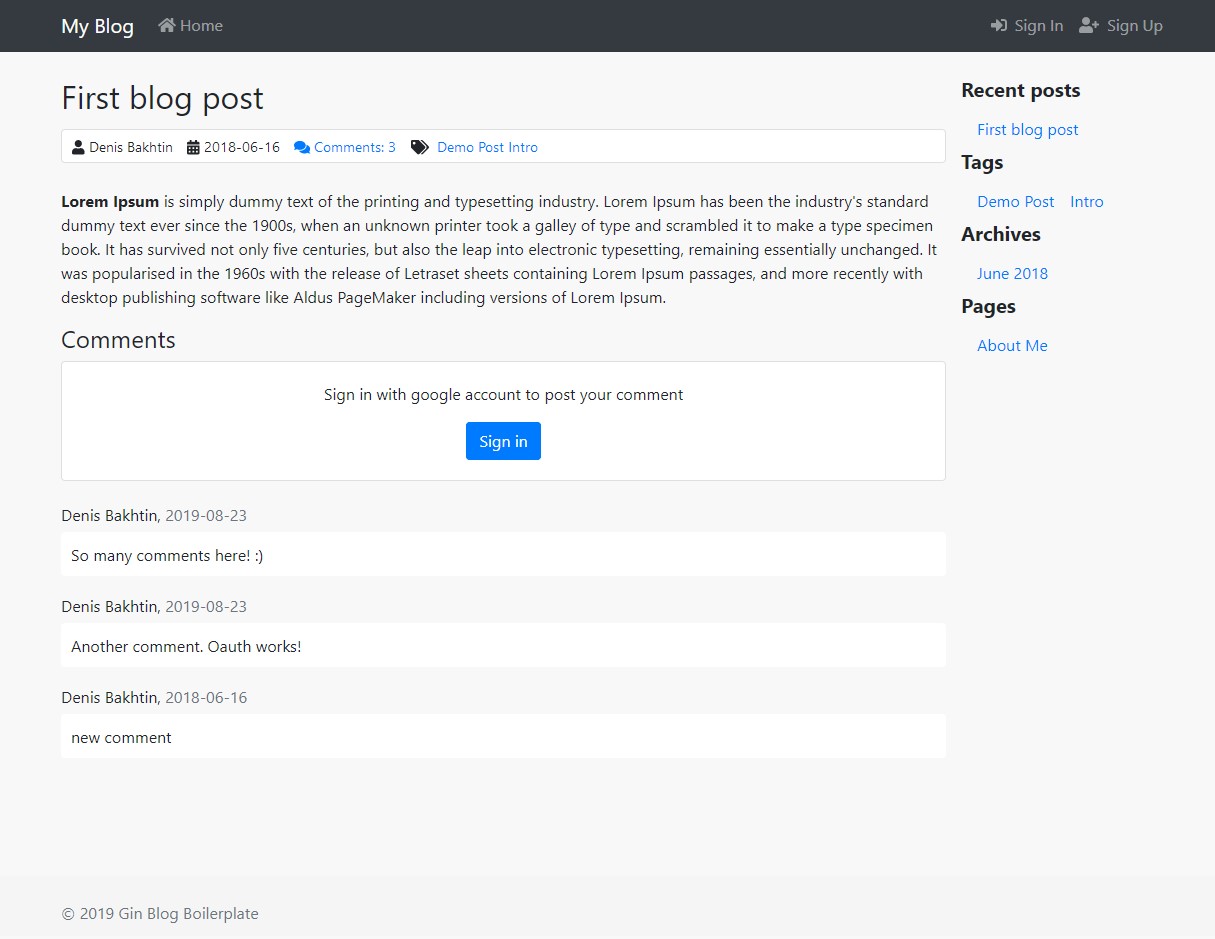 My Blog Home Sign In Sign Up
First blog post
Denis Bakhtin 2018-06-16 Comments: 3 Demo Post Intro
Lorem Ipsum is simply dummy text of the printing and typesetting industry. Lorem Ipsum has been the industry's standard
dummy text ever since the 1900s, when an unknown printer took a galley of type and scrambled it to make a type specimen
book. It has survived not only five centuries, but also the leap into electronic typesetting, remaining essentially unchanged. It
was popularised in the 1960s with the release of Letraset sheets containing Lorem Ipsum passages, and more recently with
desktop publishing software like Aldus PageMaker including versions of Lorem Ipsum.
Comments
Sign in with google account to post your comment
Sign in
Denis Bakhtin, 2019-08-23
So many comments here! :)
Denis Bakhtin, 2019-08-23
Another comment. Oauth works!
Denis Bakhtin, 2018-06-16
new comment
Recent posts
First blog post
Tags
Demo Post Intro
Archives
June 2018
Pages
About Me
© 2019 Gin Blog Boilerplate